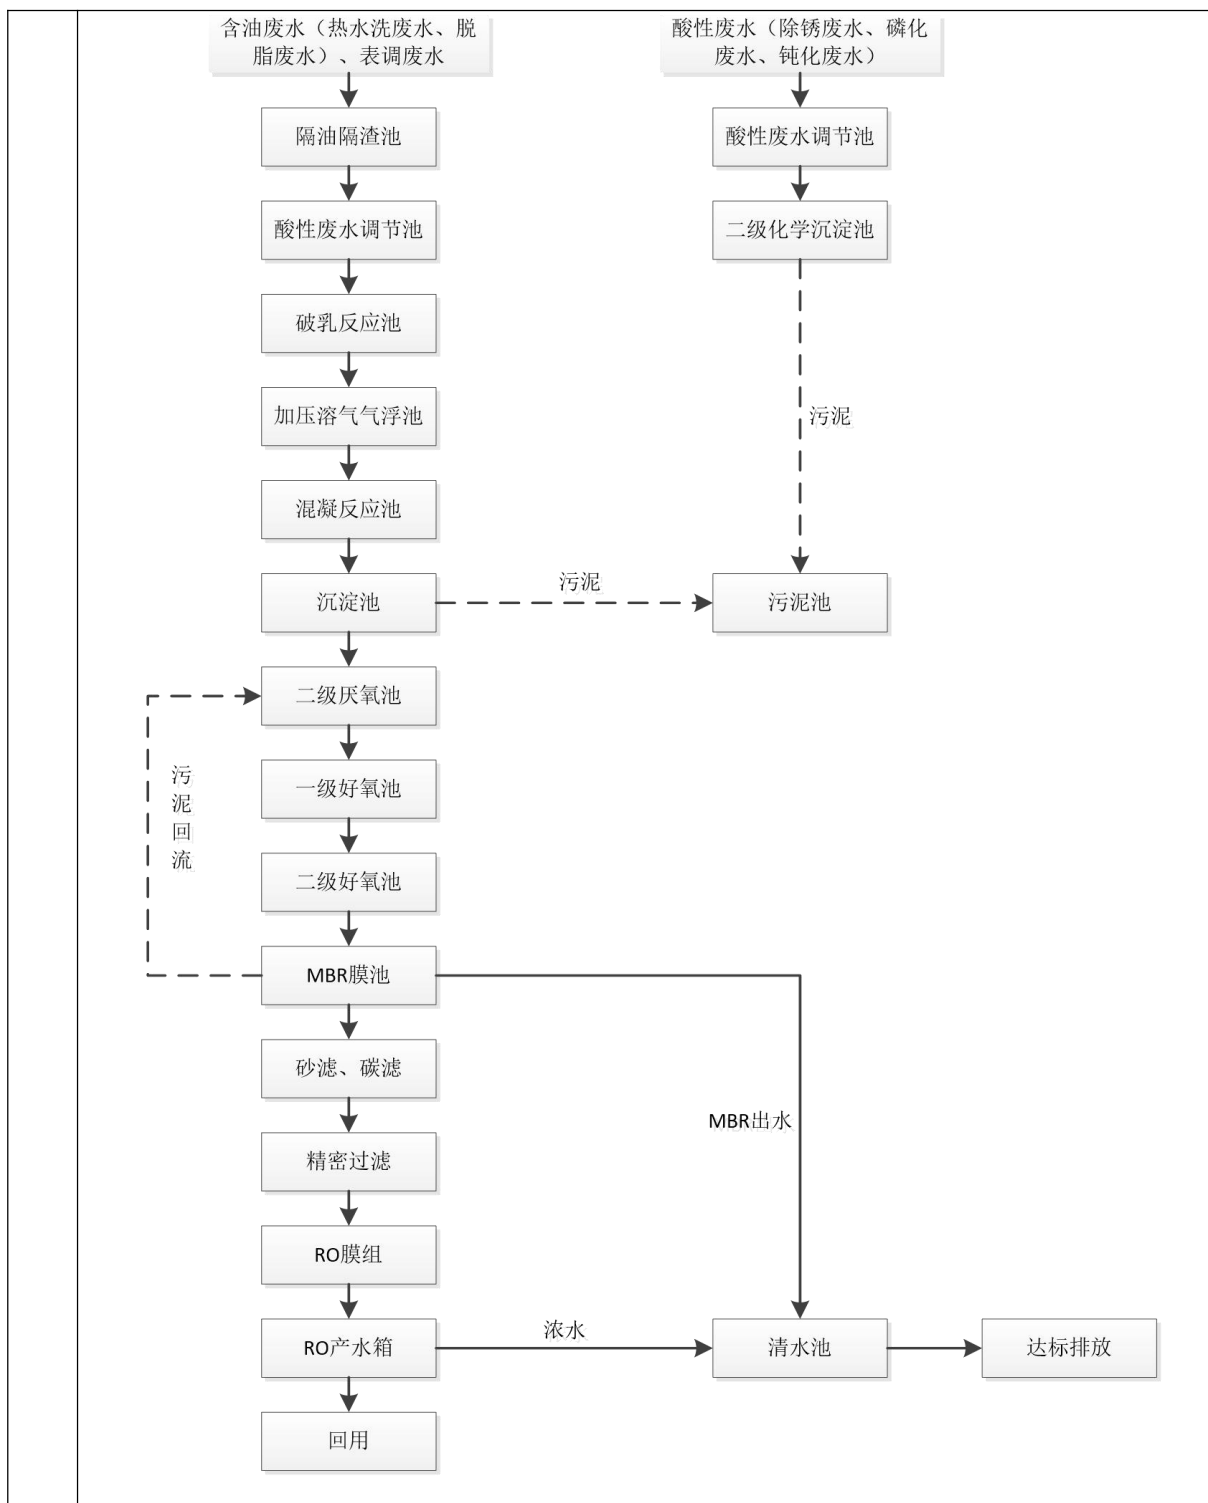 含油废水（热水洗废水、脱
脂废水）、表调废水
酸性废水（除锈废水、磷化
废水、钝化废水）
隔油隔渣池
酸性废水调节池
酸性废水调节池
二级化学沉淀池
破乳反应池
加压溶气气浮池
污泥
混凝反应池
沉淀池
污泥
污泥池
二级厌氧池
污
泥
回
流
一级好氧池
二级好氧池
MBR膜池
砂滤、碳滤
MBR出水
精密过滤
RO膜组
RO产水箱
浓水
清水池
达标排放
回用